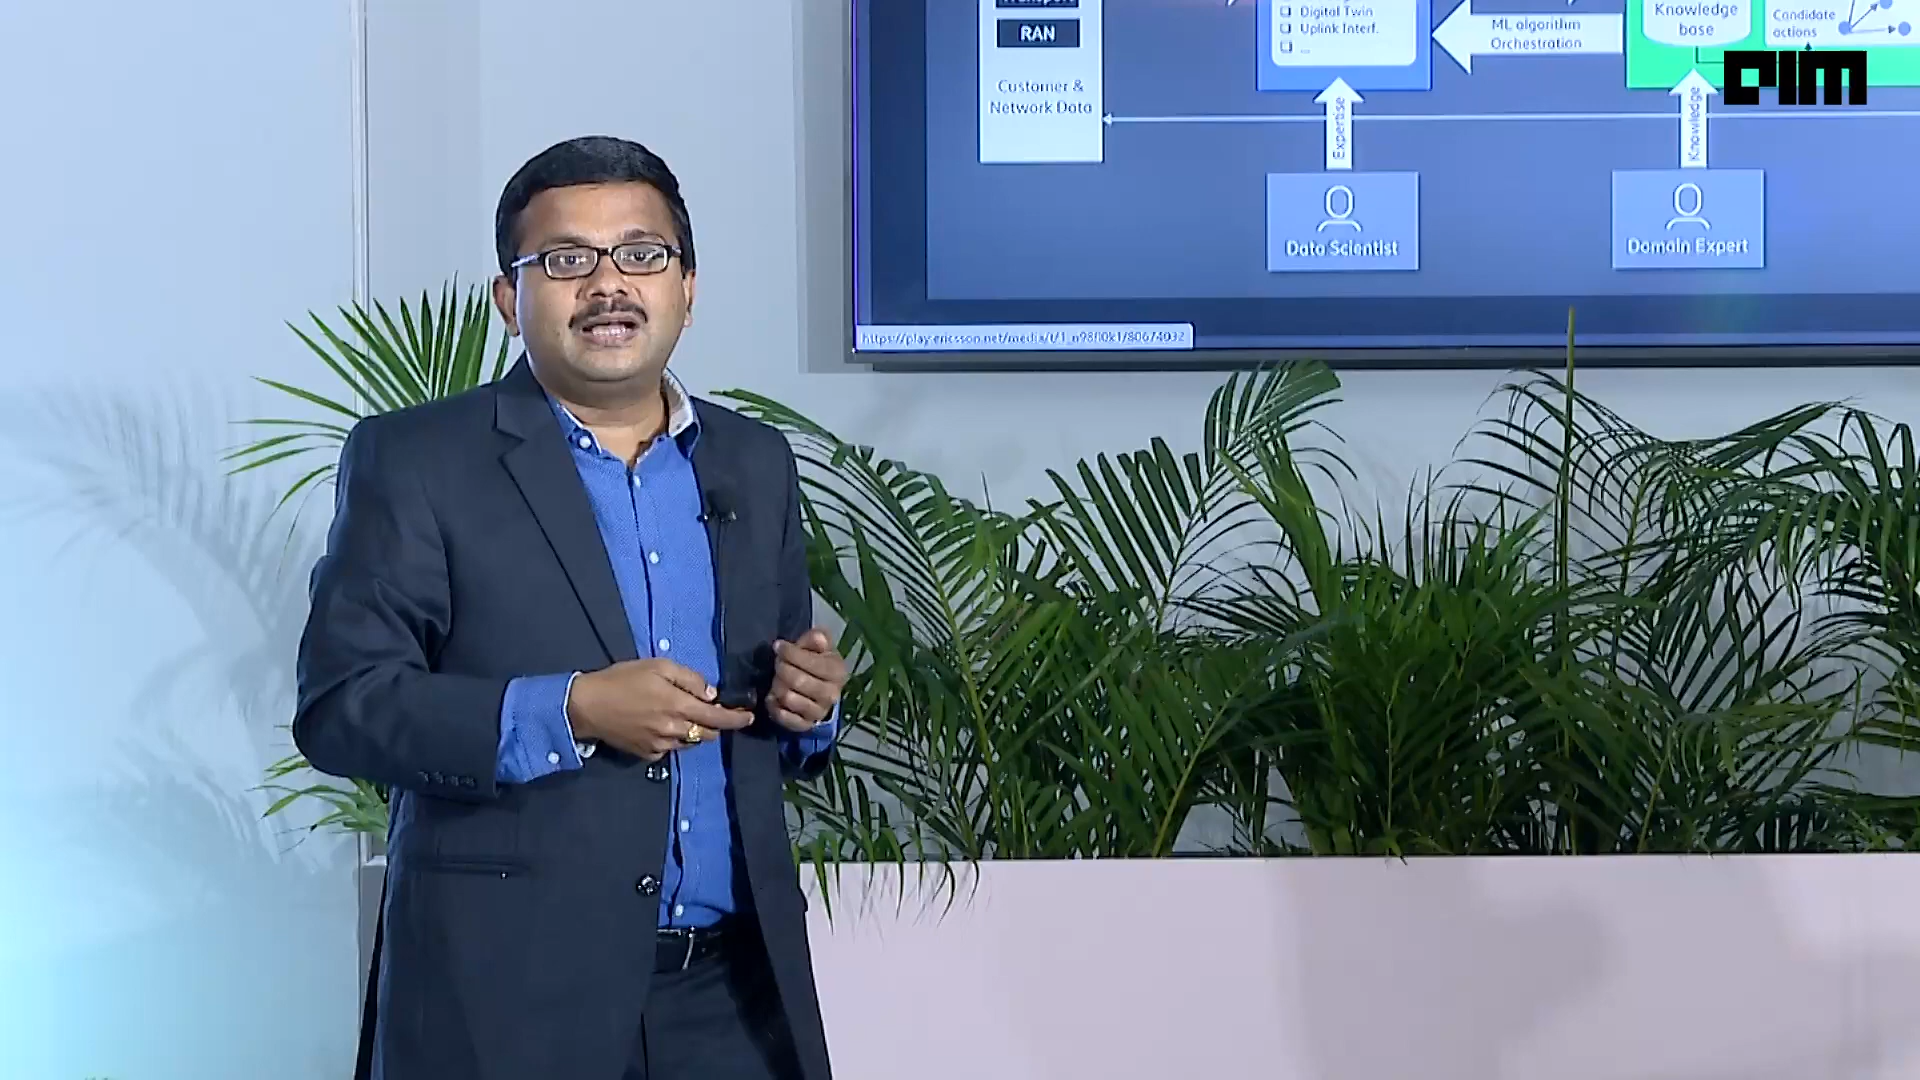 RAN
Customer &
Network Data
Digital Twin
Uplink Interf.
...
Expertise
Data Scientist
ML algorithm
Orchestration
Knowledge
base
Candidate
actions
Knowledge
Domain Expert
AIM